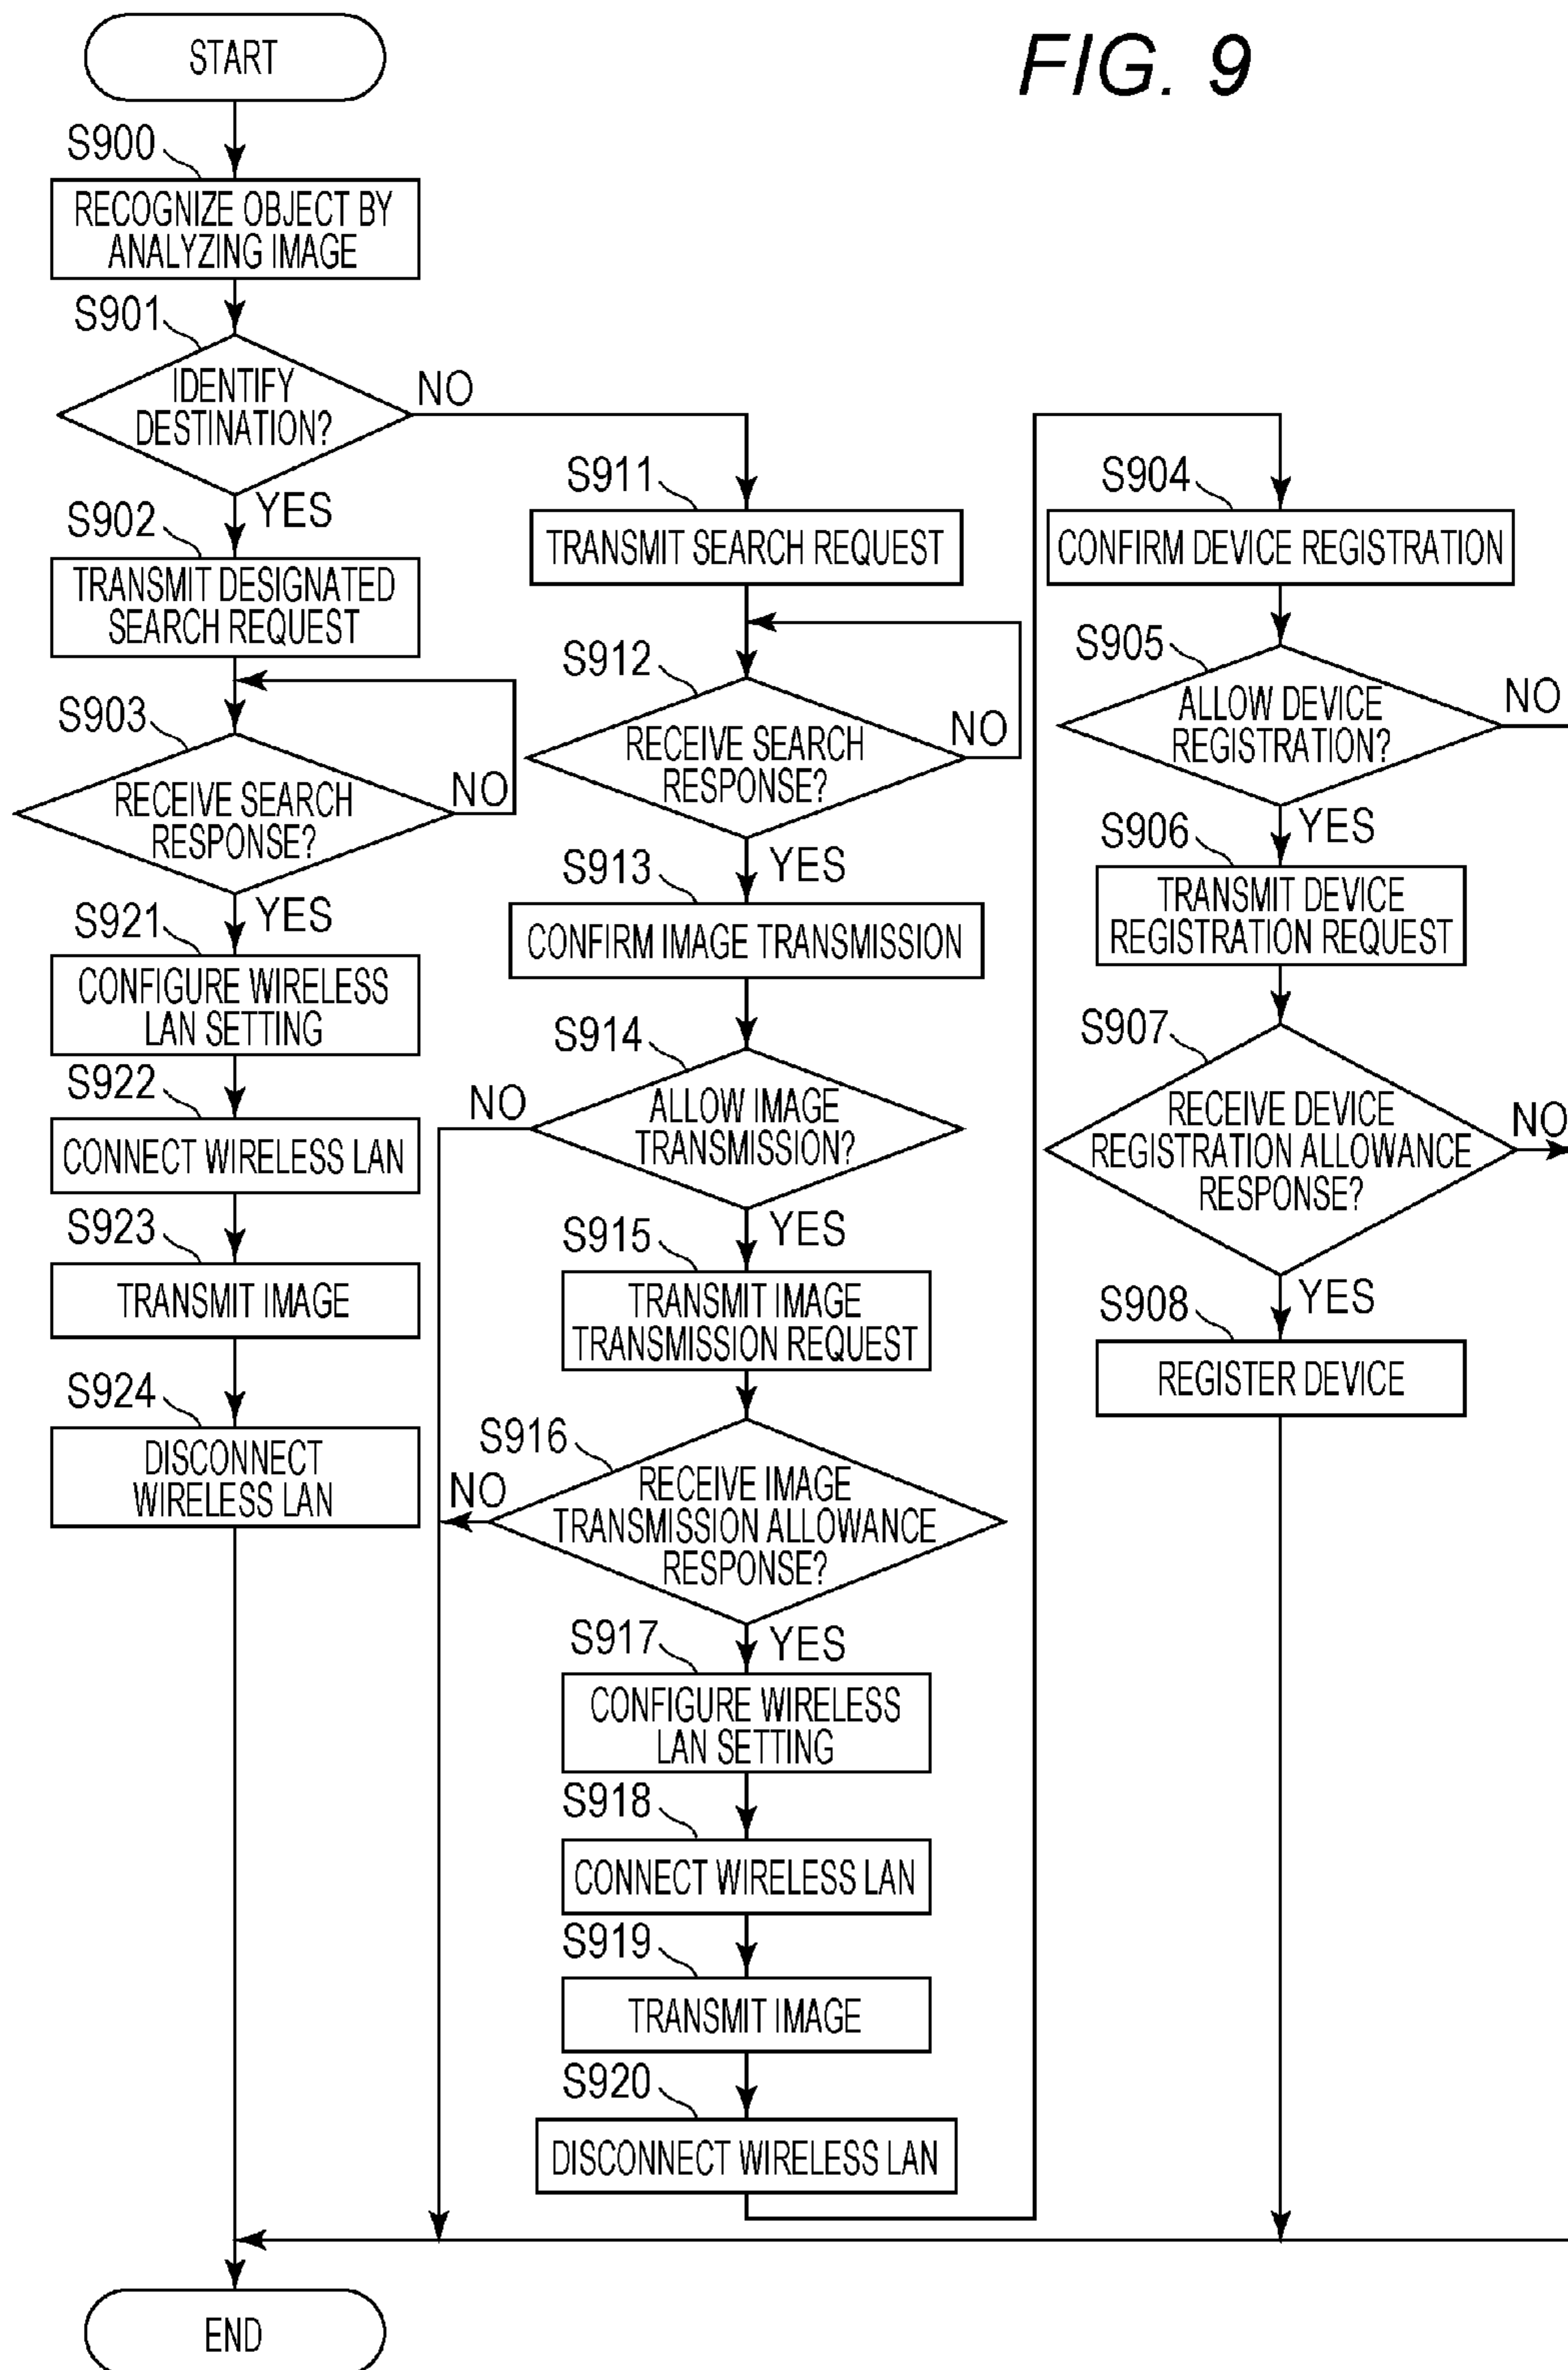 FIG. 9
START
S900
RECOGNIZE OBJECT BY
ANALYZING IMAGE
S901
IDENTIFY
DESTINATION?
NO
YES
S902
TRANSMIT DESIGNATED
SEARCH REQUEST
S903
RECEIVE SEARCH
RESPONSE?
NO
YES
S921
CONFIGURE WIRELESS
LAN SETTING
S922
CONNECT WIRELESS LAN
S923
TRANSMIT IMAGE
S924
DISCONNECT
WIRELESS LAN
END
S911
TRANSMIT SEARCH REQUEST
S912
RECEIVE SEARCH
RESPONSE?
NO
YES
S913
CONFIRM IMAGE TRANSMISSION
S914
ALLOW IMAGE
TRANSMISSION?
NO
YES
S915
TRANSMIT IMAGE
TRANSMISSION REQUEST
S916
RECEIVE IMAGE
TRANSMISSION ALLOWANCE
RESPONSE?
NO
YES
S917
CONFIGURE WIRELESS
LAN SETTING
S918
CONNECT WIRELESS LAN
S919
TRANSMIT IMAGE
S920
DISCONNECT WIRELESS LAN
S904
CONFIRM DEVICE REGISTRATION
S905
ALLOW DEVICE
REGISTRATION?
NO
YES
S906
TRANSMIT DEVICE
REGISTRATION REQUEST
S907
RECEIVE DEVICE
REGISTRATION ALLOWANCE
RESPONSE?
NO
YES
S908
REGISTER DEVICE